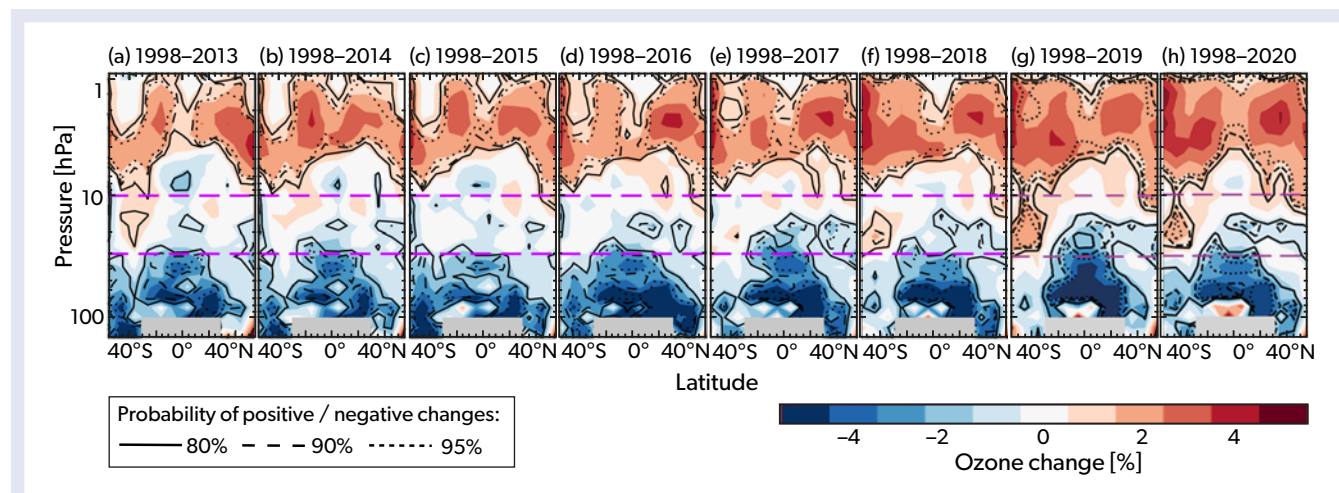 (a) 1998–2013 (b) 1998–2014 (c) 1998–2015 (d) 1998–2016 (e) 1998–2017 (f) 1998–2018 (g) 1998–2019 (h) 1998–2020
Pressure [hPa]
1
10
100
40°S 0° 40°N 40°S 0° 40°N 40°S 0° 40°N 40°S 0° 40°N 40°S 0° 40°N 40°S 0° 40°N 40°S 0° 40°N 40°S 0° 40°N
Latitude
Probability of positive / negative changes:
80% 90% 95%
–4 –2 0 2 4
Ozone change [%]